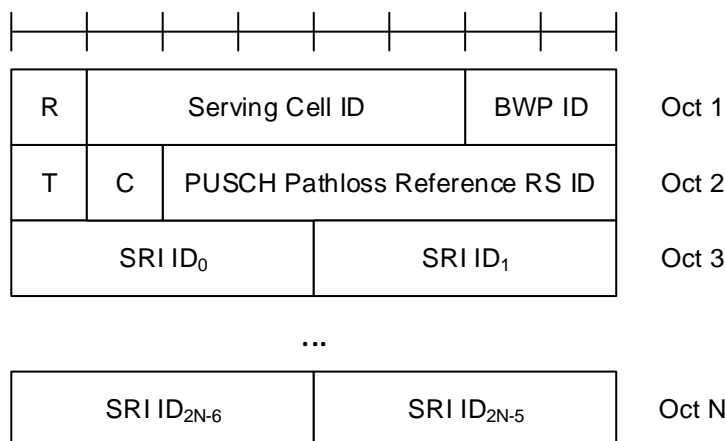 R Serving Cell ID BWP ID Oct 1
T C PUSCH Pathloss Reference RS ID Oct 2
SRI ID₀ SRI ID₁ Oct 3
...
SRI ID₂N₋₆ SRI ID₂N₋₅ Oct N